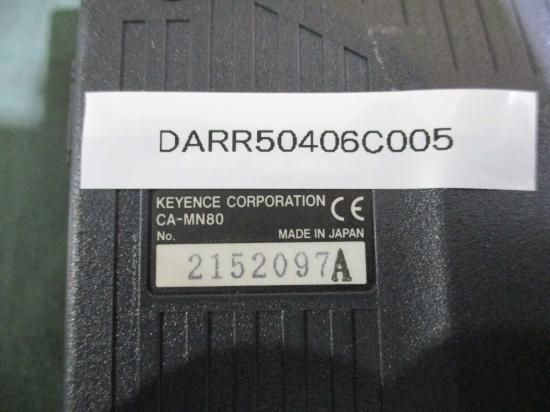 DARR50406C005
KEYENCE CORPORATION
CA-MN80 CE
No. MADE IN JAPAN
2152097A